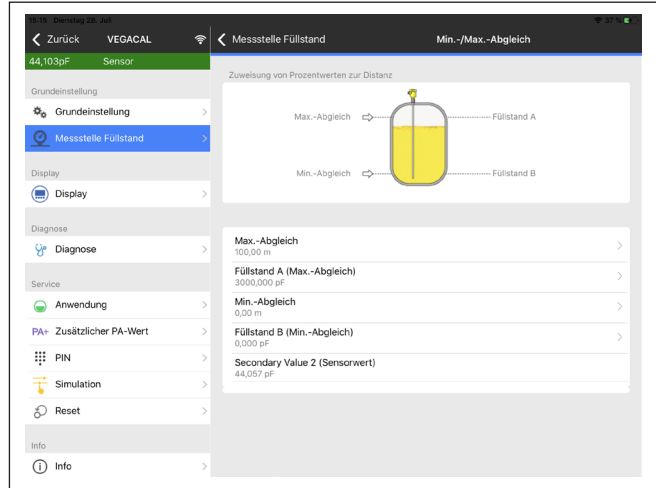 15:15 Dienstag 28. Juli
37 %
Zurück VEGACAL
Messstelle Füllstand
Min.-/Max.-Abgleich
44,103pF Sensor
Grundeinstellung
Grundeinstellung
Messstelle Füllstand
Display
Display
Diagnose
Diagnose
Service
Anwendung
PA+ Zusätzlicher PA-Wert
PIN
Simulation
Reset
Info
Info
Zuweisung von Prozentwerten zur Distanz
Max.-Abgleich
Füllstand A
Min.-Abgleich
Füllstand B
Max.-Abgleich
100,00 m
Füllstand A (Max.-Abgleich)
3000,000 pF
Min.-Abgleich
0,00 m
Füllstand B (Min.-Abgleich)
0,000 pF
Secondary Value 2 (Sensorwert)
44,057 pF